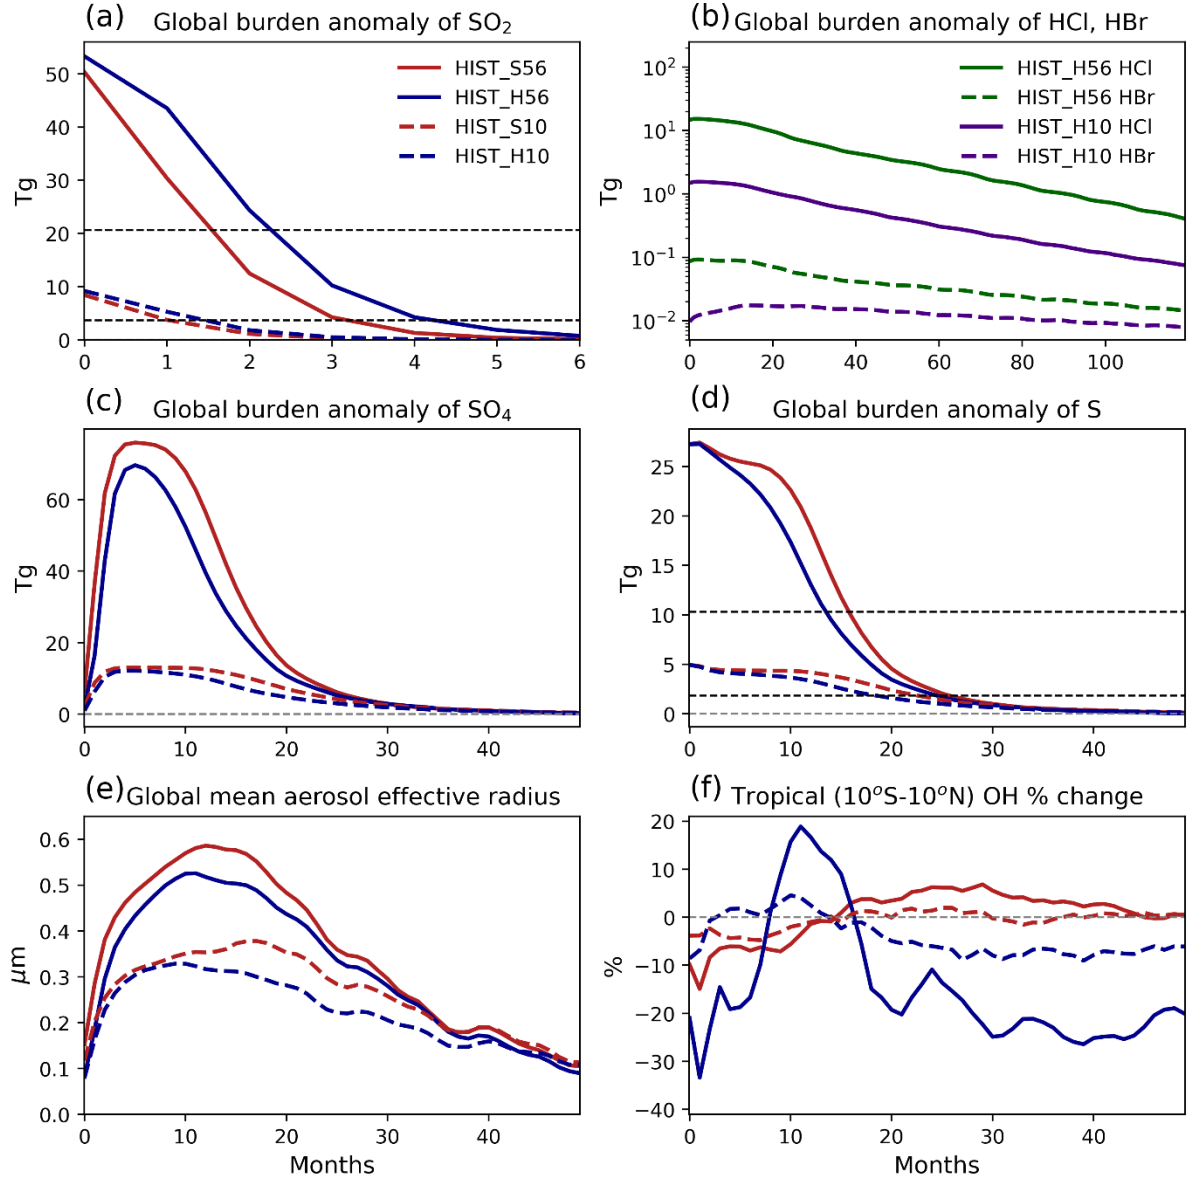 (a) Global burden anomaly of SO₂
Tg
50
40
30
20
10
0
0 1 2 3 4 5 6
HIST_S56
HIST_H56
HIST_S10
HIST_H10
(b) Global burden anomaly of HCl, HBr
Tg
10²
10¹
10⁰
10⁻¹
10⁻²
0 20 40 60 80 100
HIST_H56 HCl
HIST_H56 HBr
HIST_H10 HCl
HIST_H10 HBr
(c) Global burden anomaly of SO₄
Tg
60
40
20
0
0 10 20 30 40
(d) Global burden anomaly of S
Tg
25
20
15
10
5
0
0 10 20 30 40
(e) Global mean aerosol effective radius
μm
0.6
0.5
0.4
0.3
0.2
0.1
0.0
0 10 20 30 40
Months
(f) Tropical (10°S-10°N) OH % change
%
20
10
0
−10
−20
−30
−40
0 10 20 30 40
Months